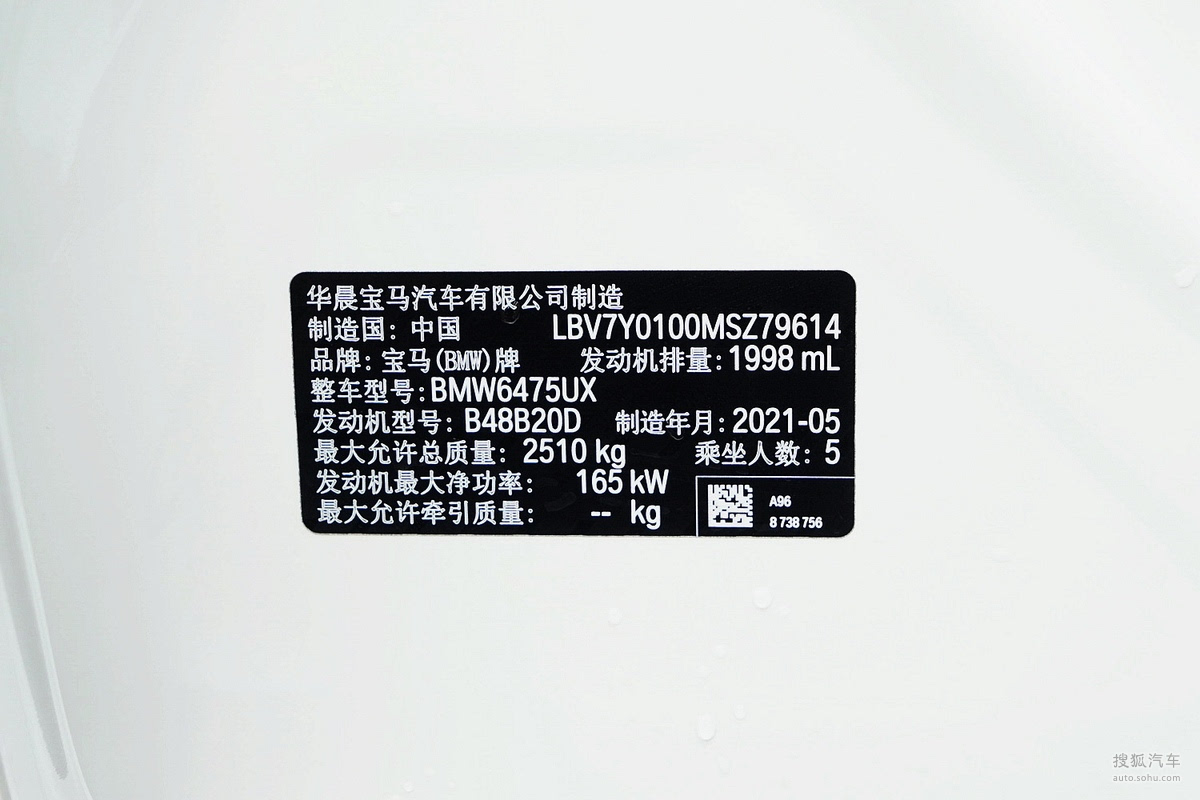 华晨宝马汽车有限公司制造
制造国：中国 LBV7Y0100MSZ79614
品牌：宝马(BMW)牌 发动机排量：1998 mL
整车型号：BMW6475UX
发动机型号：B48B20D 制造年月：2021-05
最大允许总质量：2510 kg 乘坐人数：5
发动机最大净功率：165 kW
最大允许牵引质量：-- kg
A96
8 738 756
搜狐汽车
auto.sohu.com